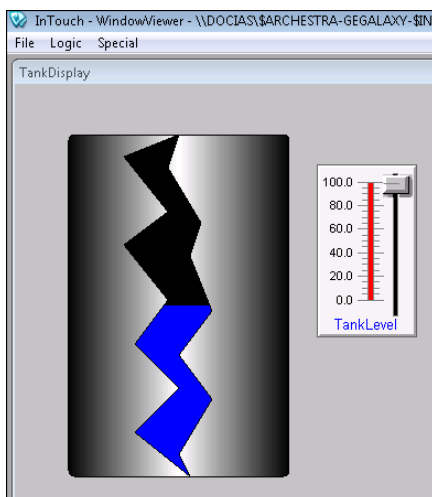 InTouch - WindowViewer - \\DOCIAS\$ARCHESTRA-GEGALAXY-$IN
File Logic Special
TankDisplay
100.0
80.0
60.0
40.0
20.0
0.0
TankLevel